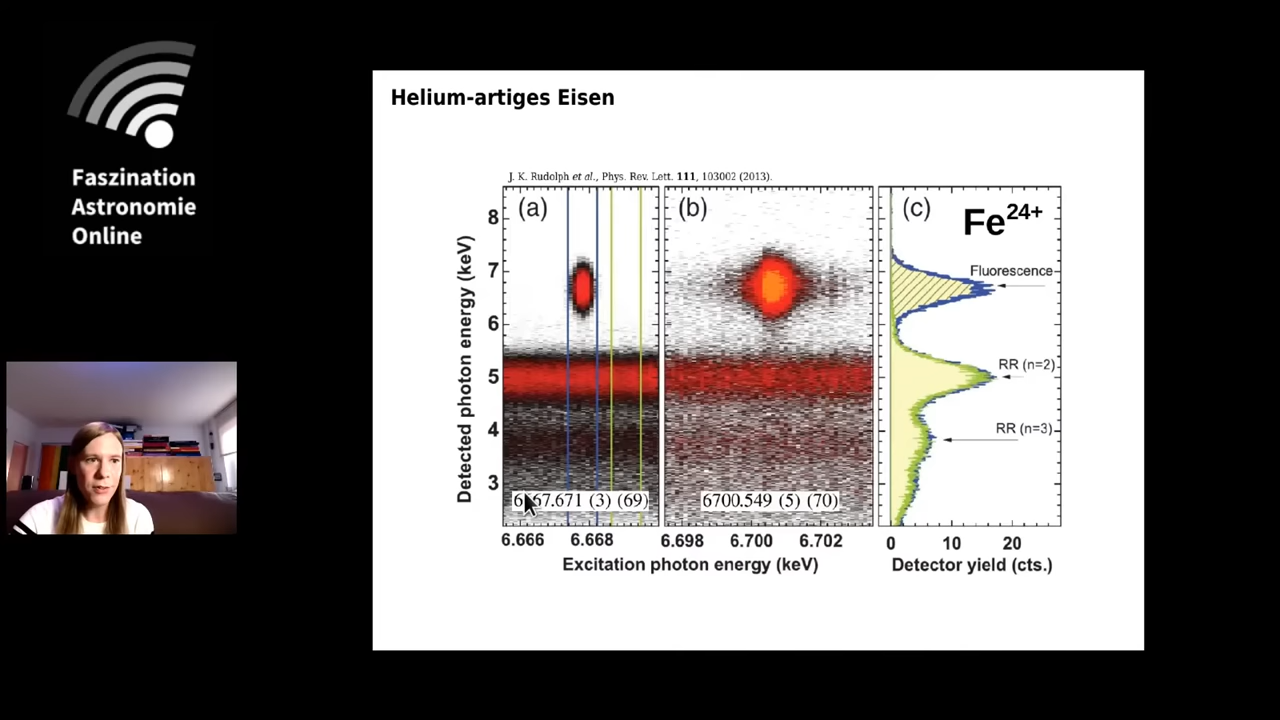 Faszination
Astronomie
Online
Helium-artiges Eisen
J. K. Rudolph et al., Phys. Rev. Lett. 111, 103002 (2013).
(a)
(b)
(c)
Fe24+
8
7
6
5
4
3
Detected photon energy (keV)
Fluorescence
RR (n=2)
RR (n=3)
67.671 (3) (69)
6700.549 (5) (70)
6.666 6.668
6.698 6.700 6.702
0 10 20
Excitation photon energy (keV)
Detector yield (cts.)